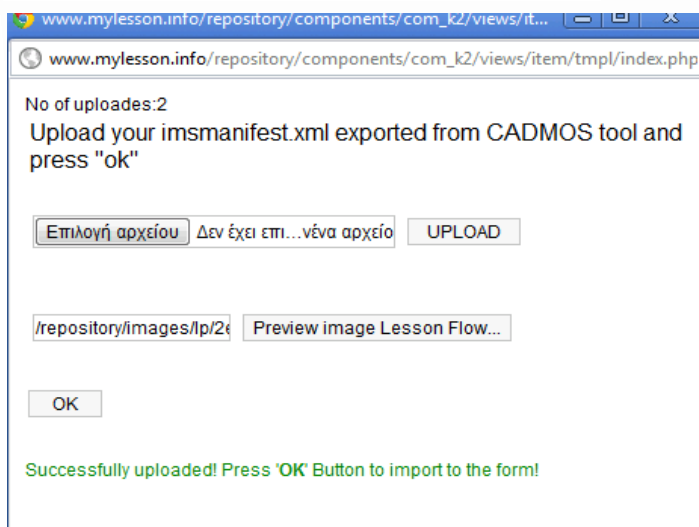 www.mylesson.info/repository/components/com_k2/views/it...
www.mylesson.info/repository/components/com_k2/views/item/tmpl/index.php
No of uploades:2
Upload your imsmanifest.xml exported from CADMOS tool and
press "ok"
Επιλογή αρχείου Δεν έχει επι...νένα αρχείο UPLOAD
/repository/images/lp/2e Preview image Lesson Flow...
OK
Successfully uploaded! Press 'OK' Button to import to the form!